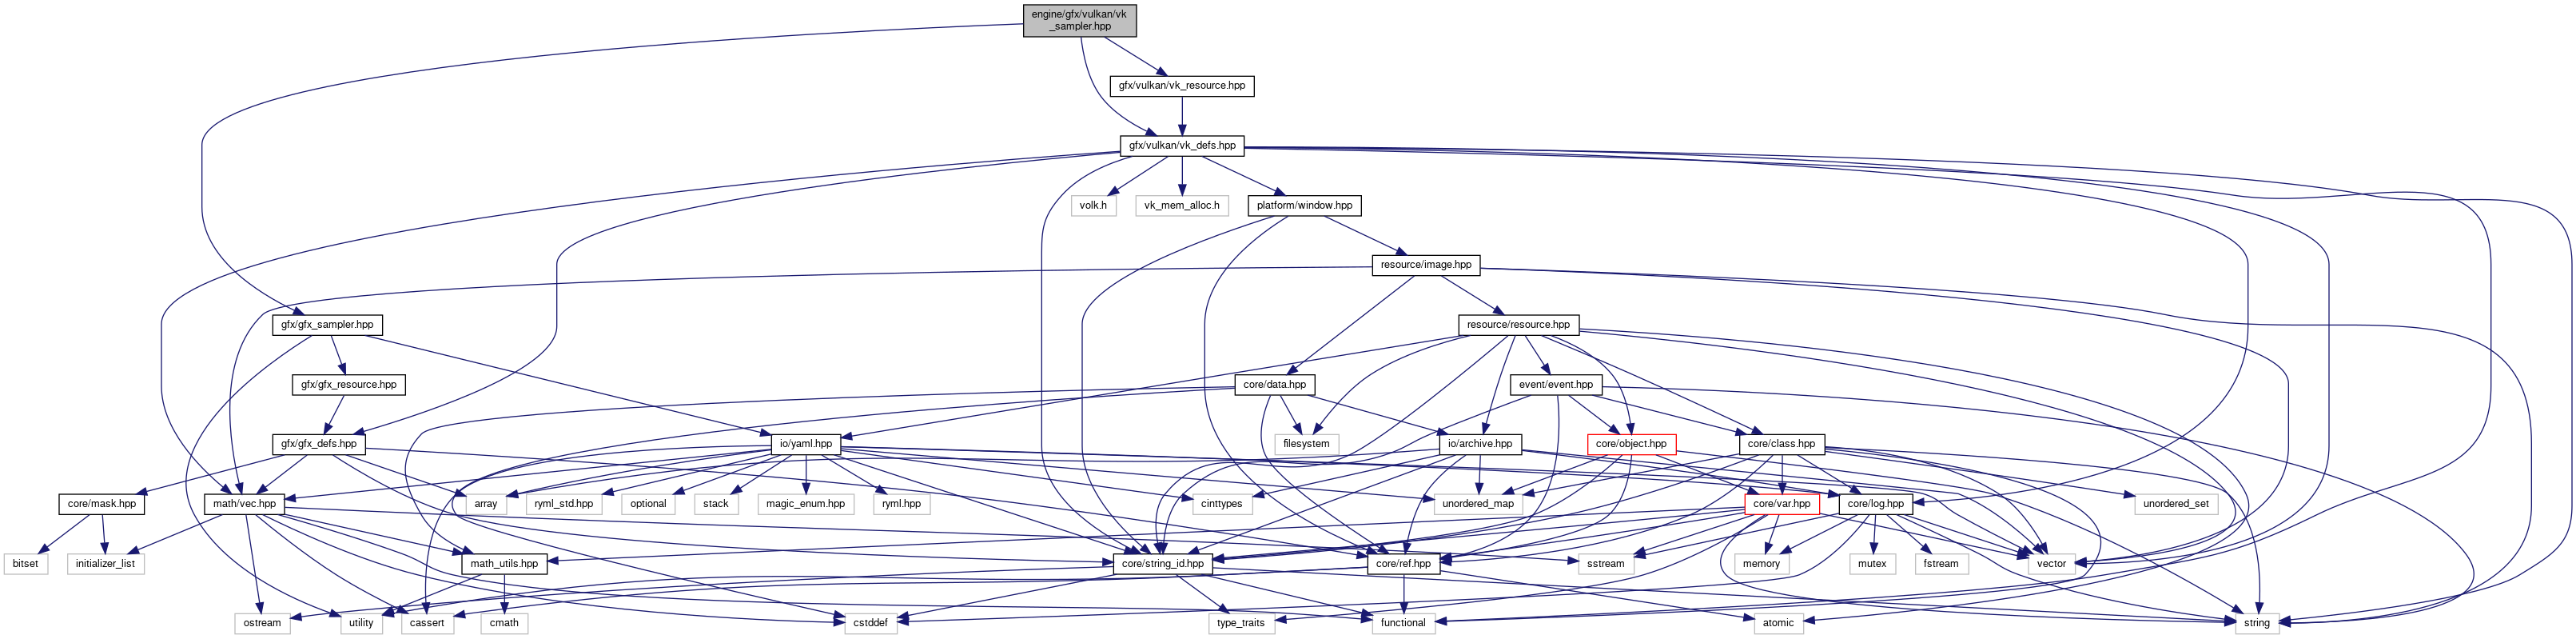 engine/gfx/vulkan/vk
_sampler.hpp
gfx/vulkan/vk_resource.hpp
gfx/vulkan/vk_defs.hpp
volk.h
vk_mem_alloc.h
platform/window.hpp
resource/image.hpp
gfx/gfx_sampler.hpp
resource/resource.hpp
gfx/gfx_resource.hpp
core/data.hpp
event/event.hpp
gfx/gfx_defs.hpp
io/yaml.hpp
filesystem
io/archive.hpp
core/object.hpp
core/class.hpp
core/mask.hpp
math/vec.hpp
array
ryml_std.hpp
optional
stack
magic_enum.hpp
ryml.hpp
cinttypes
unordered_map
core/var.hpp
core/log.hpp
unordered_set
bitset
initializer_list
math_utils.hpp
core/string_id.hpp
core/ref.hpp
sstream
memory
mutex
fstream
vector
ostream
utility
cassert
cmath
cstddef
type_traits
functional
atomic
string